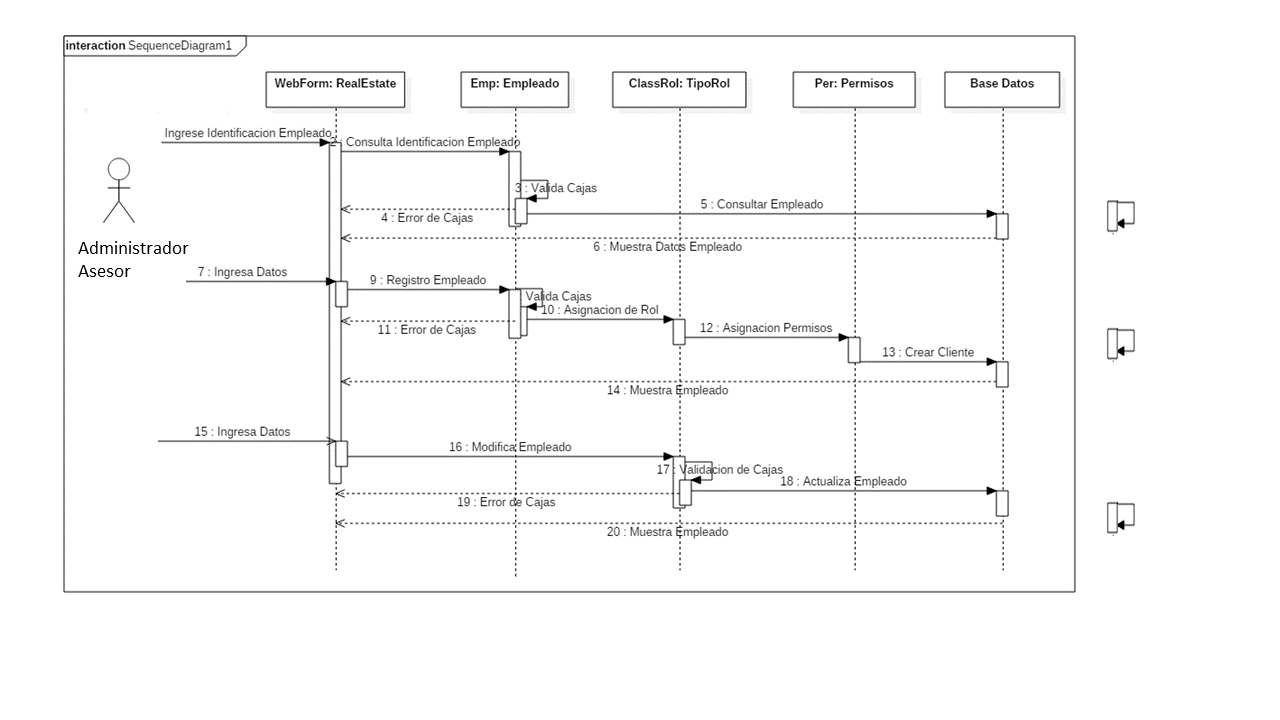 interaction SequenceDiagram1
WebForm: RealEstate
Emp: Empleado
ClassRol: TipoRol
Per: Permisos
Base Datos
Ingrese Identificacion Empleado
2 : Consulta Identificacion Empleado
3 : Valida Cajas
4 : Error de Cajas
5 : Consultar Empleado
6 : Muestra Datos Empleado
Administrador
Asesor
7 : Ingresa Datos
9 : Registro Empleado
Valida Cajas
10 : Asignacion de Rol
11 : Error de Cajas
12 : Asignacion Permisos
13 : Crear Cliente
14 : Muestra Empleado
15 : Ingresa Datos
16 : Modifica Empleado
17 : Validacion de Cajas
18 : Actualiza Empleado
19 : Error de Cajas
20 : Muestra Empleado